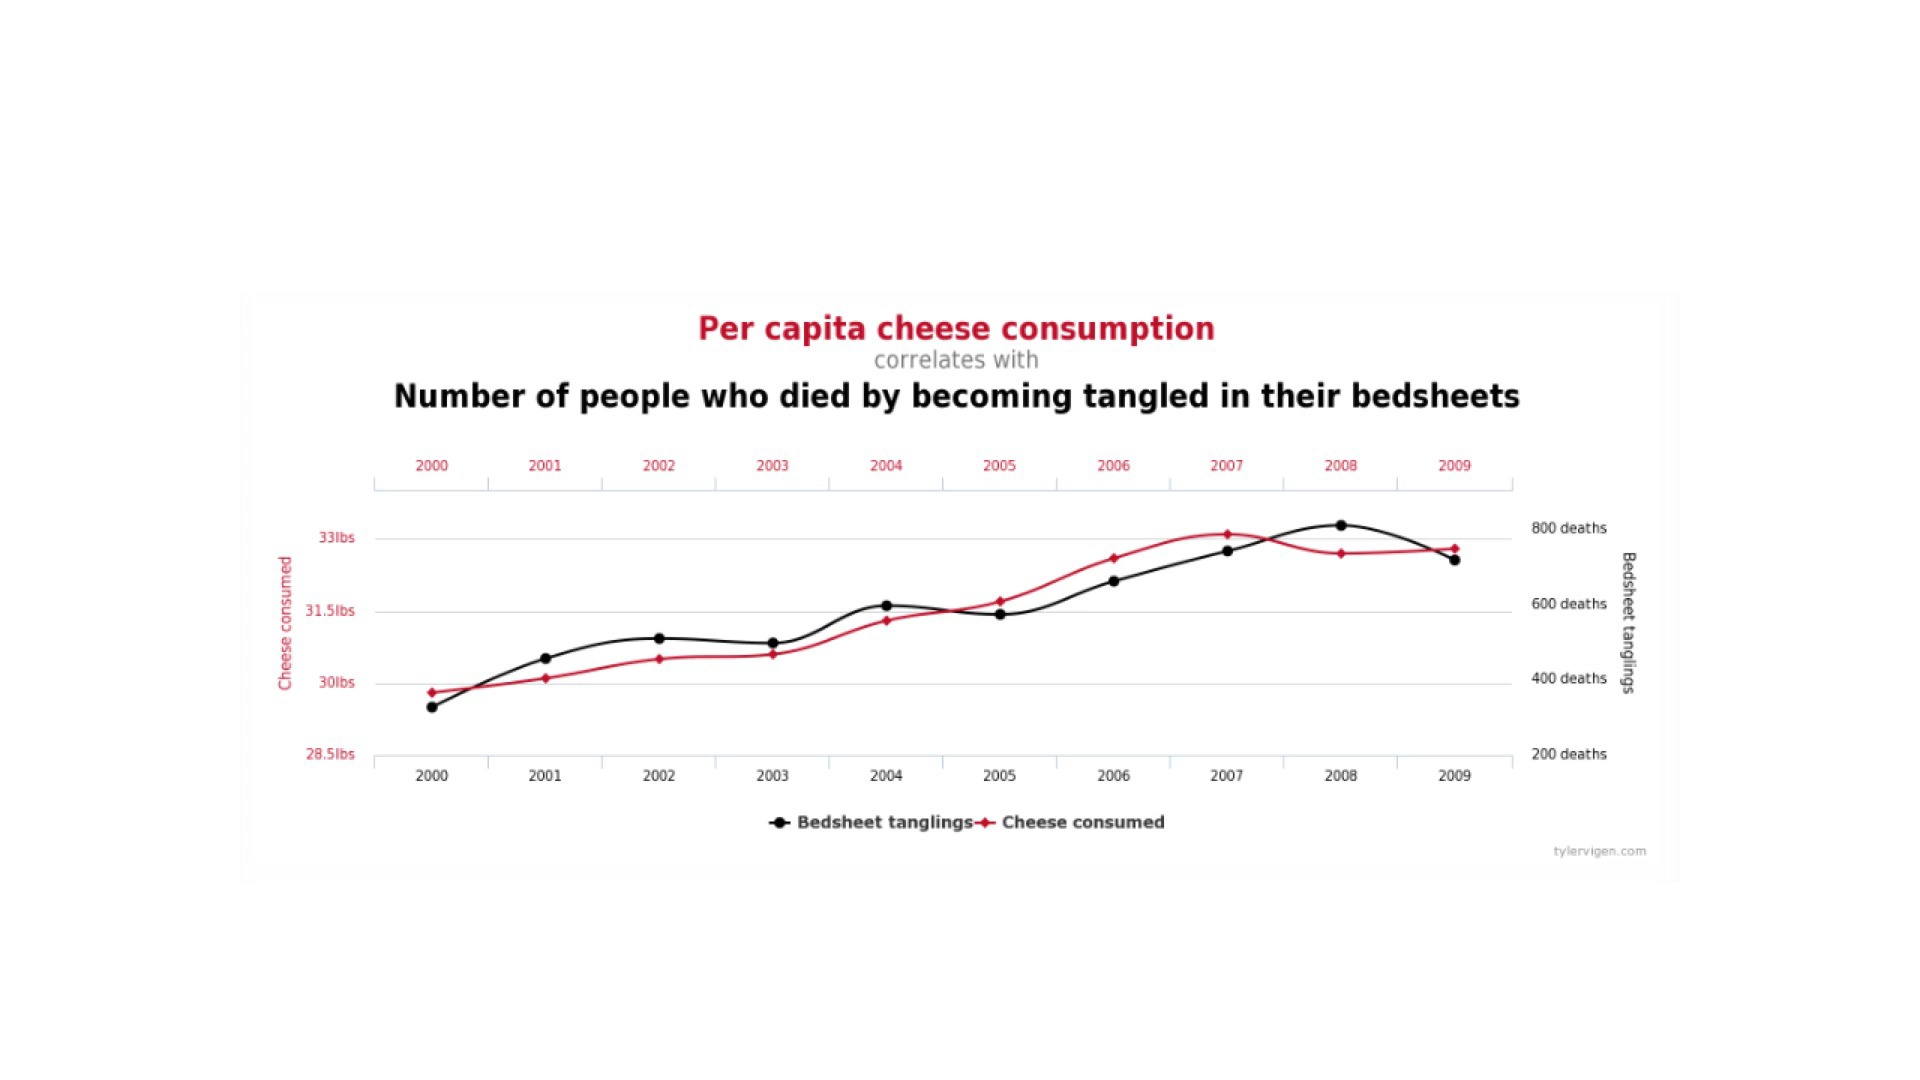 Per capita cheese consumption
correlates with
Number of people who died by becoming tangled in their bedsheets
2000 2001 2002 2003 2004 2005 2006 2007 2008 2009
Cheese consumed
33lbs
31.5lbs
30lbs
28.5lbs
800 deaths
600 deaths
400 deaths
200 deaths
Bedsheet tanglings
2000 2001 2002 2003 2004 2005 2006 2007 2008 2009
Bedsheet tanglings Cheese consumed
tylervigen.com